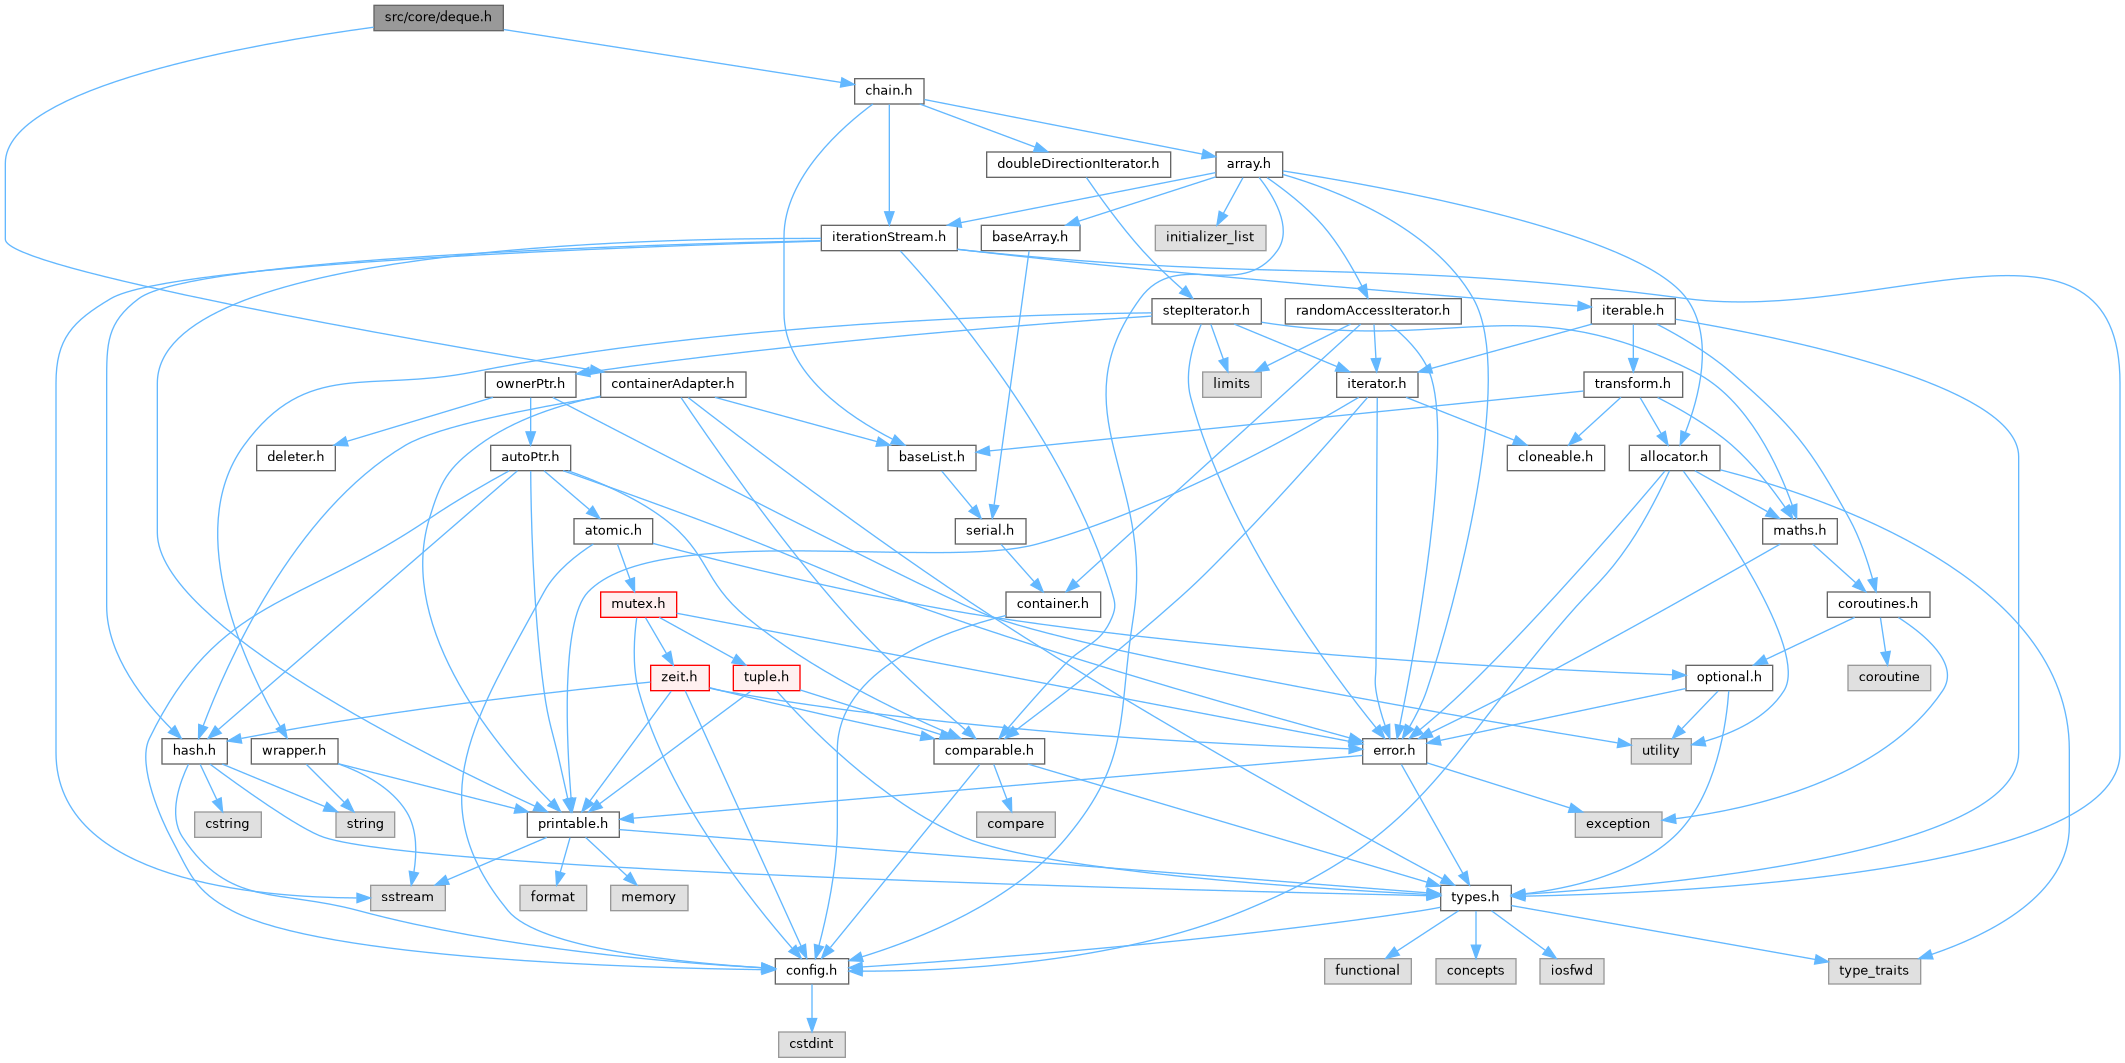 src/core/deque.h
chain.h
doubleDirectionIterator.h
array.h
iterationStream.h
baseArray.h
initializer_list
stepIterator.h
randomAccessIterator.h
iterable.h
ownerPtr.h
containerAdapter.h
limits
iterator.h
transform.h
deleter.h
autoPtr.h
baseList.h
cloneable.h
allocator.h
atomic.h
serial.h
maths.h
mutex.h
container.h
coroutines.h
zeit.h
tuple.h
optional.h
coroutine
hash.h
wrapper.h
comparable.h
error.h
utility
cstring
string
printable.h
compare
exception
sstream
format
memory
types.h
config.h
functional
concepts
iosfwd
type_traits
cstdint